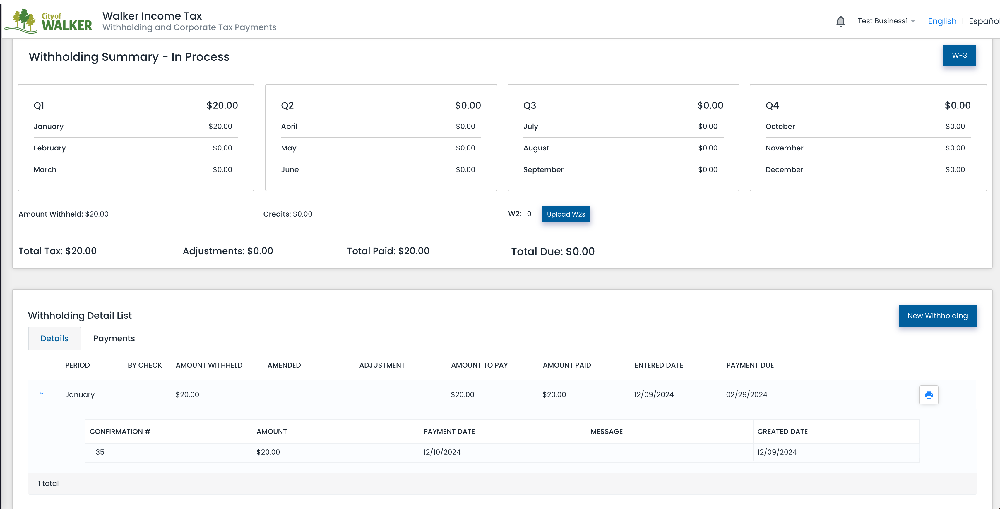 City of
WALKER
Walker Income Tax
Withholding and Corporate Tax Payments
Test Business1
English | Español
Withholding Summary - In Process
W-3
Q1 $20.00
January $20.00
February $0.00
March $0.00
Q2 $0.00
April $0.00
May $0.00
June $0.00
Q3 $0.00
July $0.00
August $0.00
September $0.00
Q4 $0.00
October $0.00
November $0.00
December $0.00
Amount Withheld: $20.00 Credits: $0.00 W2: 0 Upload W2s
Total Tax: $20.00 Adjustments: $0.00 Total Paid: $20.00 Total Due: $0.00
Withholding Detail List
New Withholding
Details Payments
PERIOD BY CHECK AMOUNT WITHHELD AMENDED ADJUSTMENT AMOUNT TO PAY AMOUNT PAID ENTERED DATE PAYMENT DUE
January $20.00 $20.00 $20.00 12/09/2024 02/29/2024
CONFIRMATION # AMOUNT PAYMENT DATE MESSAGE CREATED DATE
35 $20.00 12/10/2024 12/09/2024
1 total